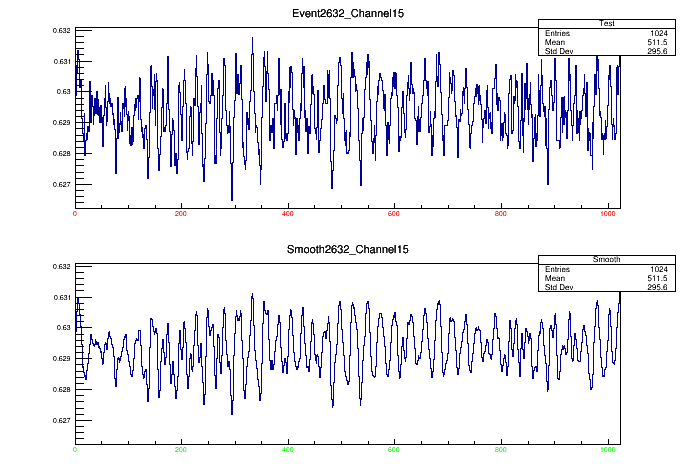 Event2632_Channel15
Test
Entries 1024
Mean 511.5
Std Dev 295.6
0.632
0.631
0.63
0.629
0.628
0.627
0 200 400 600 800 1000
Smooth2632_Channel15
Smooth
Entries 1024
Mean 511.5
Std Dev 295.6
0.632
0.631
0.63
0.629
0.628
0.627
0 200 400 600 800 1000